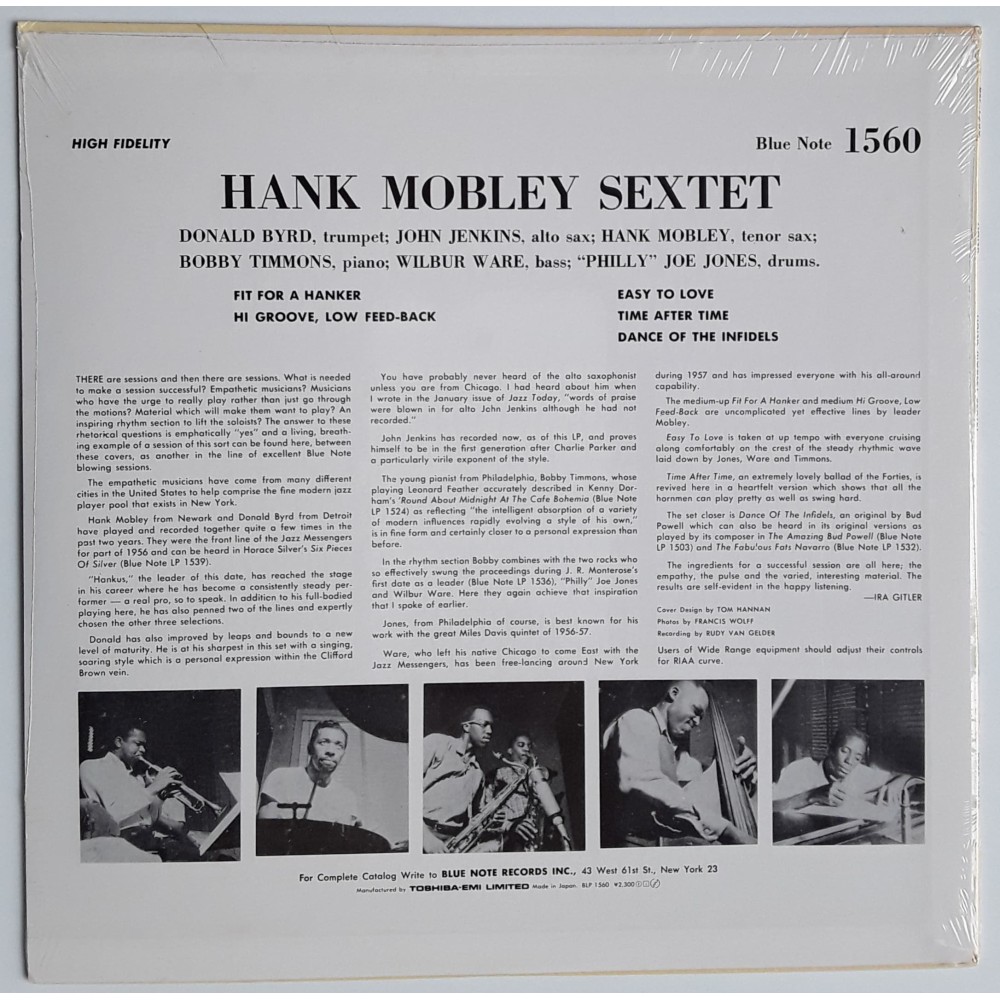 HIGH FIDELITY
Blue Note 1560
HANK MOBLEY SEXTET
DONALD BYRD, trumpet; JOHN JENKINS, alto sax; HANK MOBLEY, tenor sax;
BOBBY TIMMONS, piano; WILBUR WARE, bass; "PHILLY" JOE JONES, drums.
FIT FOR A HANKER
HI GROOVE, LOW FEED-BACK
EASY TO LOVE
TIME AFTER TIME
DANCE OF THE INFIDELS
THERE are sessions and then there are sessions. What is needed
to make a session successful? Empathetic musicians? Musicians
who have the urge to really play rather than just go through
the motions? Material which will make them want to play? An
inspiring rhythm section to lift the soloists? The answer to these
rhetorical questions is emphatically "yes" and a living, breath-
ing example of a session of this sort can be found here, between
these covers, as another in the line of excellent Blue Note
blowing sessions.
The empathetic musicians have come from many different
cities in the United States to help comprise the fine modern jazz
player pool that exists in New York.
Hank Mobley from Newark and Donald Byrd from Detroit
have played and recorded together quite a few times in the
past two years. They were the front line of the Jazz Messengers
for part of 1956 and can be heard in Horace Silver's Six Pieces
Of Silver (Blue Note LP 1539).
"Hankus," the leader of this date, has reached the stage
in his career where he has become a consistently steady per-
former — a real pro, so to speak. In addition to his full-bodied
playing here, he has also penned two of the lines and expertly
chosen the other three selections.
Donald has also improved by leaps and bounds to a new
level of maturity. He is at his sharpest in this set with a singing,
soaring style which is a personal expression within the Clifford
Brown vein.
You have probably never heard of the alto saxophonist
unless you are from Chicago. I had heard about him when
I wrote in the January issue of Jazz Today, "words of praise
were blown in for alto John Jenkins although he had not
recorded."
John Jenkins has recorded now, as of this LP, and proves
himself to be in the first generation after Charlie Parker and
a particularly virile exponent of the style.
The young pianist from Philadelphia, Bobby Timmons, whose
playing Leonard Feather accurately described in Kenny Dor-
ham's 'Round About Midnight At The Cafe Bohemia (Blue Note
LP 1524) as reflecting "the intelligent absorption of a variety
of modern influences rapidly evolving a style of his own,"
is in fine form and certainly closer to a personal expression than
before.
In the rhythm section Bobby combines with the two rocks who
so effectively swung the proceedings during J. R. Monterose's
first date as a leader (Blue Note LP 1536), "Philly" Joe Jones
and Wilbur Ware. Here they again achieve that inspiration
that I spoke of earlier.
Jones, from Philadelphia of course, is best known for his
work with the great Miles Davis quintet of 1956-57.
Ware, who left his native Chicago to come East with the
Jazz Messengers, has been free-lancing around New York
during 1957 and has impressed everyone with his all-around
capability.
The medium-up Fit For A Hanker and medium Hi Groove, Low
Feed-Back are uncomplicated yet effective lines by leader
Mobley.
Easy To Love is taken at up tempo with everyone cruising
along comfortably on the crest of the steady rhythmic wave
laid down by Jones, Ware and Timmons.
Time After Time, an extremely lovely ballad of the Forties, is
revived here in a heartfelt version which shows that all the
hornmen can play pretty as well as swing hard.
The set closer is Dance Of The Infidels, an original by Bud
Powell which can also be heard in its original versions as
played by its composer in The Amazing Bud Powell (Blue Note
LP 1503) and The Fabulous Fats Navarro (Blue Note LP 1532).
The ingredients for a successful session are all here; the
empathy, the pulse and the varied, interesting material. The
results are self-evident in the happy listening.
—IRA GITLER
Cover Design by TOM HANNAN
Photos by FRANCIS WOLFF
Recording by RUDY VAN GELDER
Users of Wide Range equipment should adjust their controls
for RIAA curve.
For Complete Catalog Write to BLUE NOTE RECORDS INC., 43 West 61st St., New York 23
Manufactured by TOSHIBA-EMI LIMITED Made in Japan. BLP 1560 ¥2,300